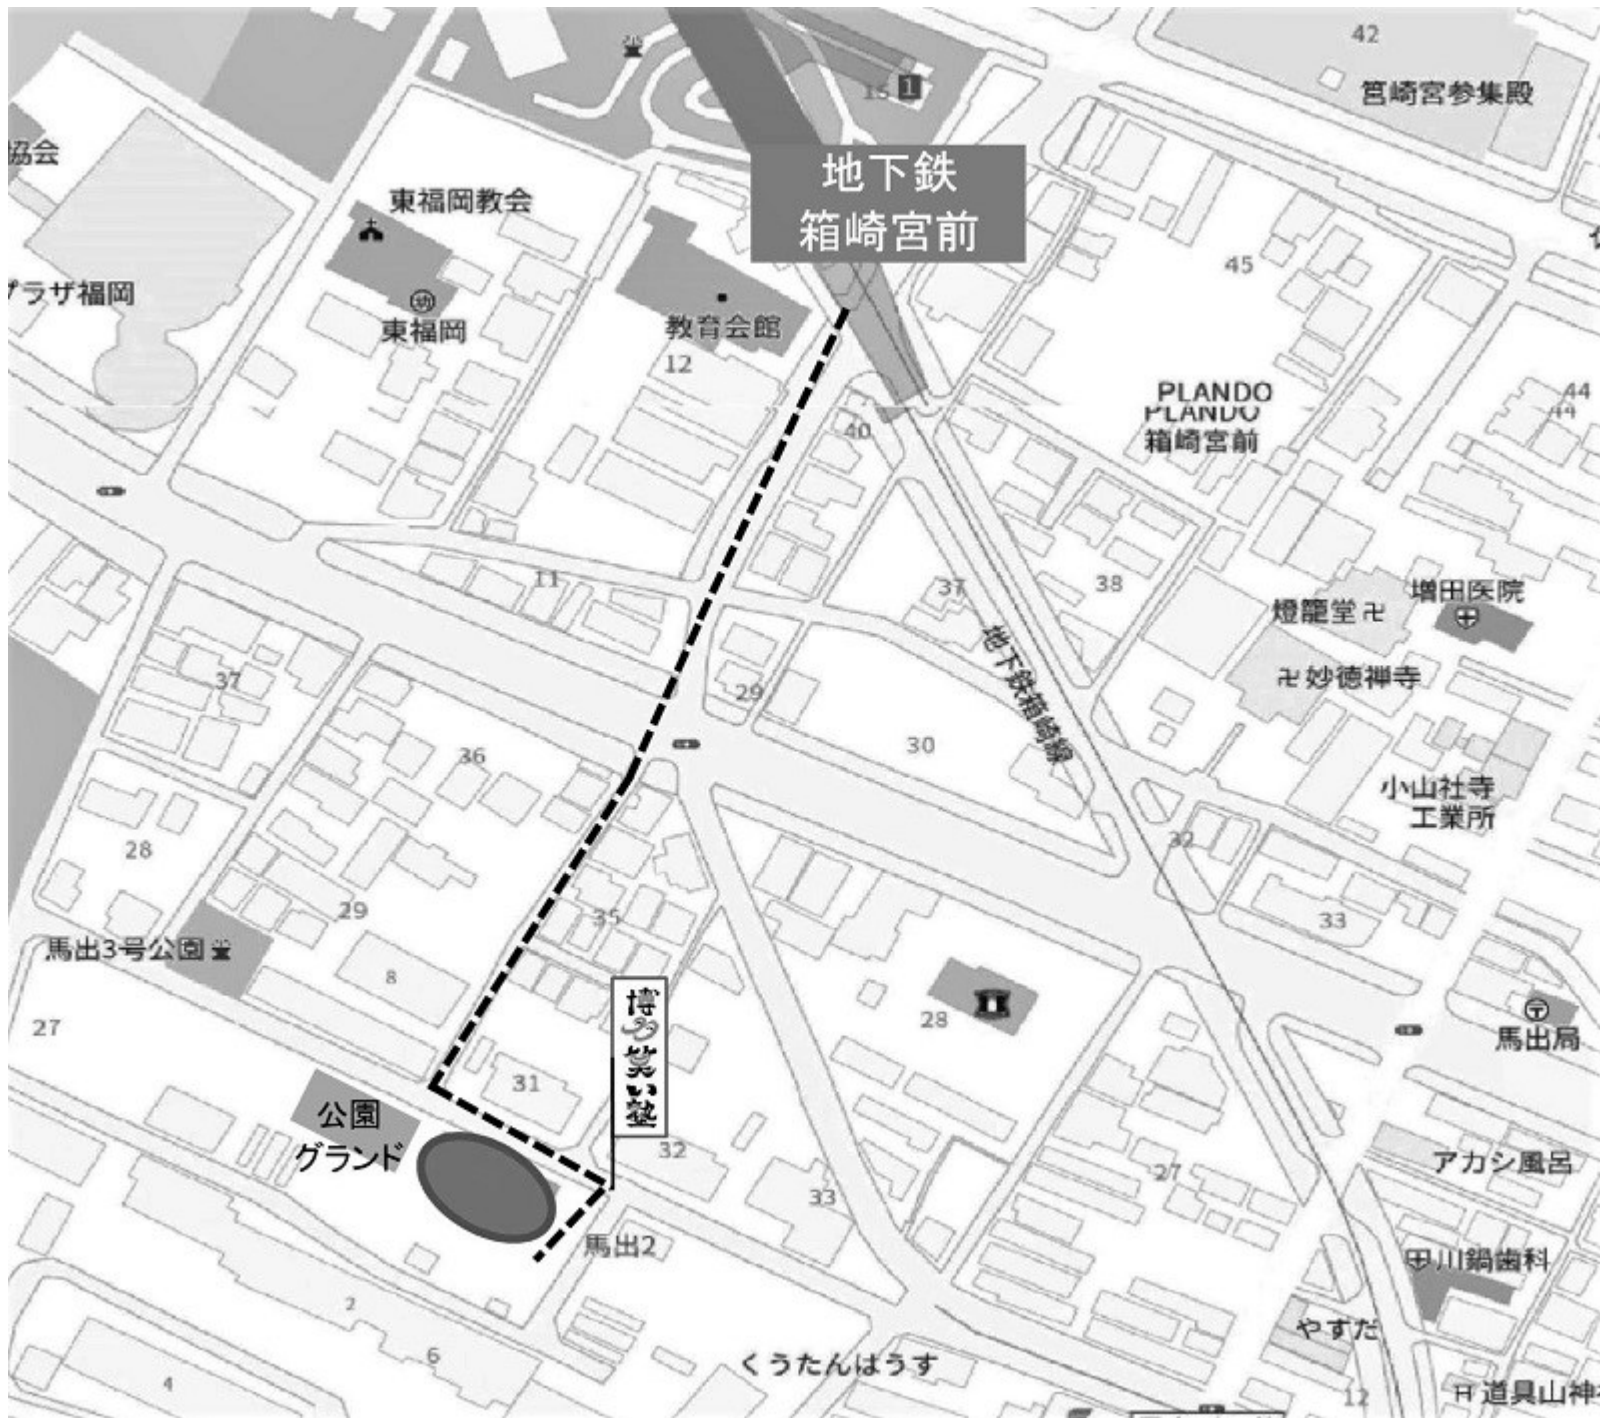 42
筥崎宮参集殿
15 1
地下鉄
箱崎宮前
協会
東福岡教会
45
プラザ福岡
幼
東福岡
教育会館
12
PLANDO
PLANDO
箱崎宮前
44
44
40
11
37
38
増田医院
燈籠堂
妙徳禅寺
地下鉄箱崎線
37
29
36
30
小山社寺
工業所
28
32
29
35
33
馬出3号公園
8
28
27
博多笑い塾
馬出局
31
公園
グランド
32
33
27
アカシ風呂
馬出2
川鍋歯科
2
やすだ
6
くうたんはうす
4
12
道具山神社